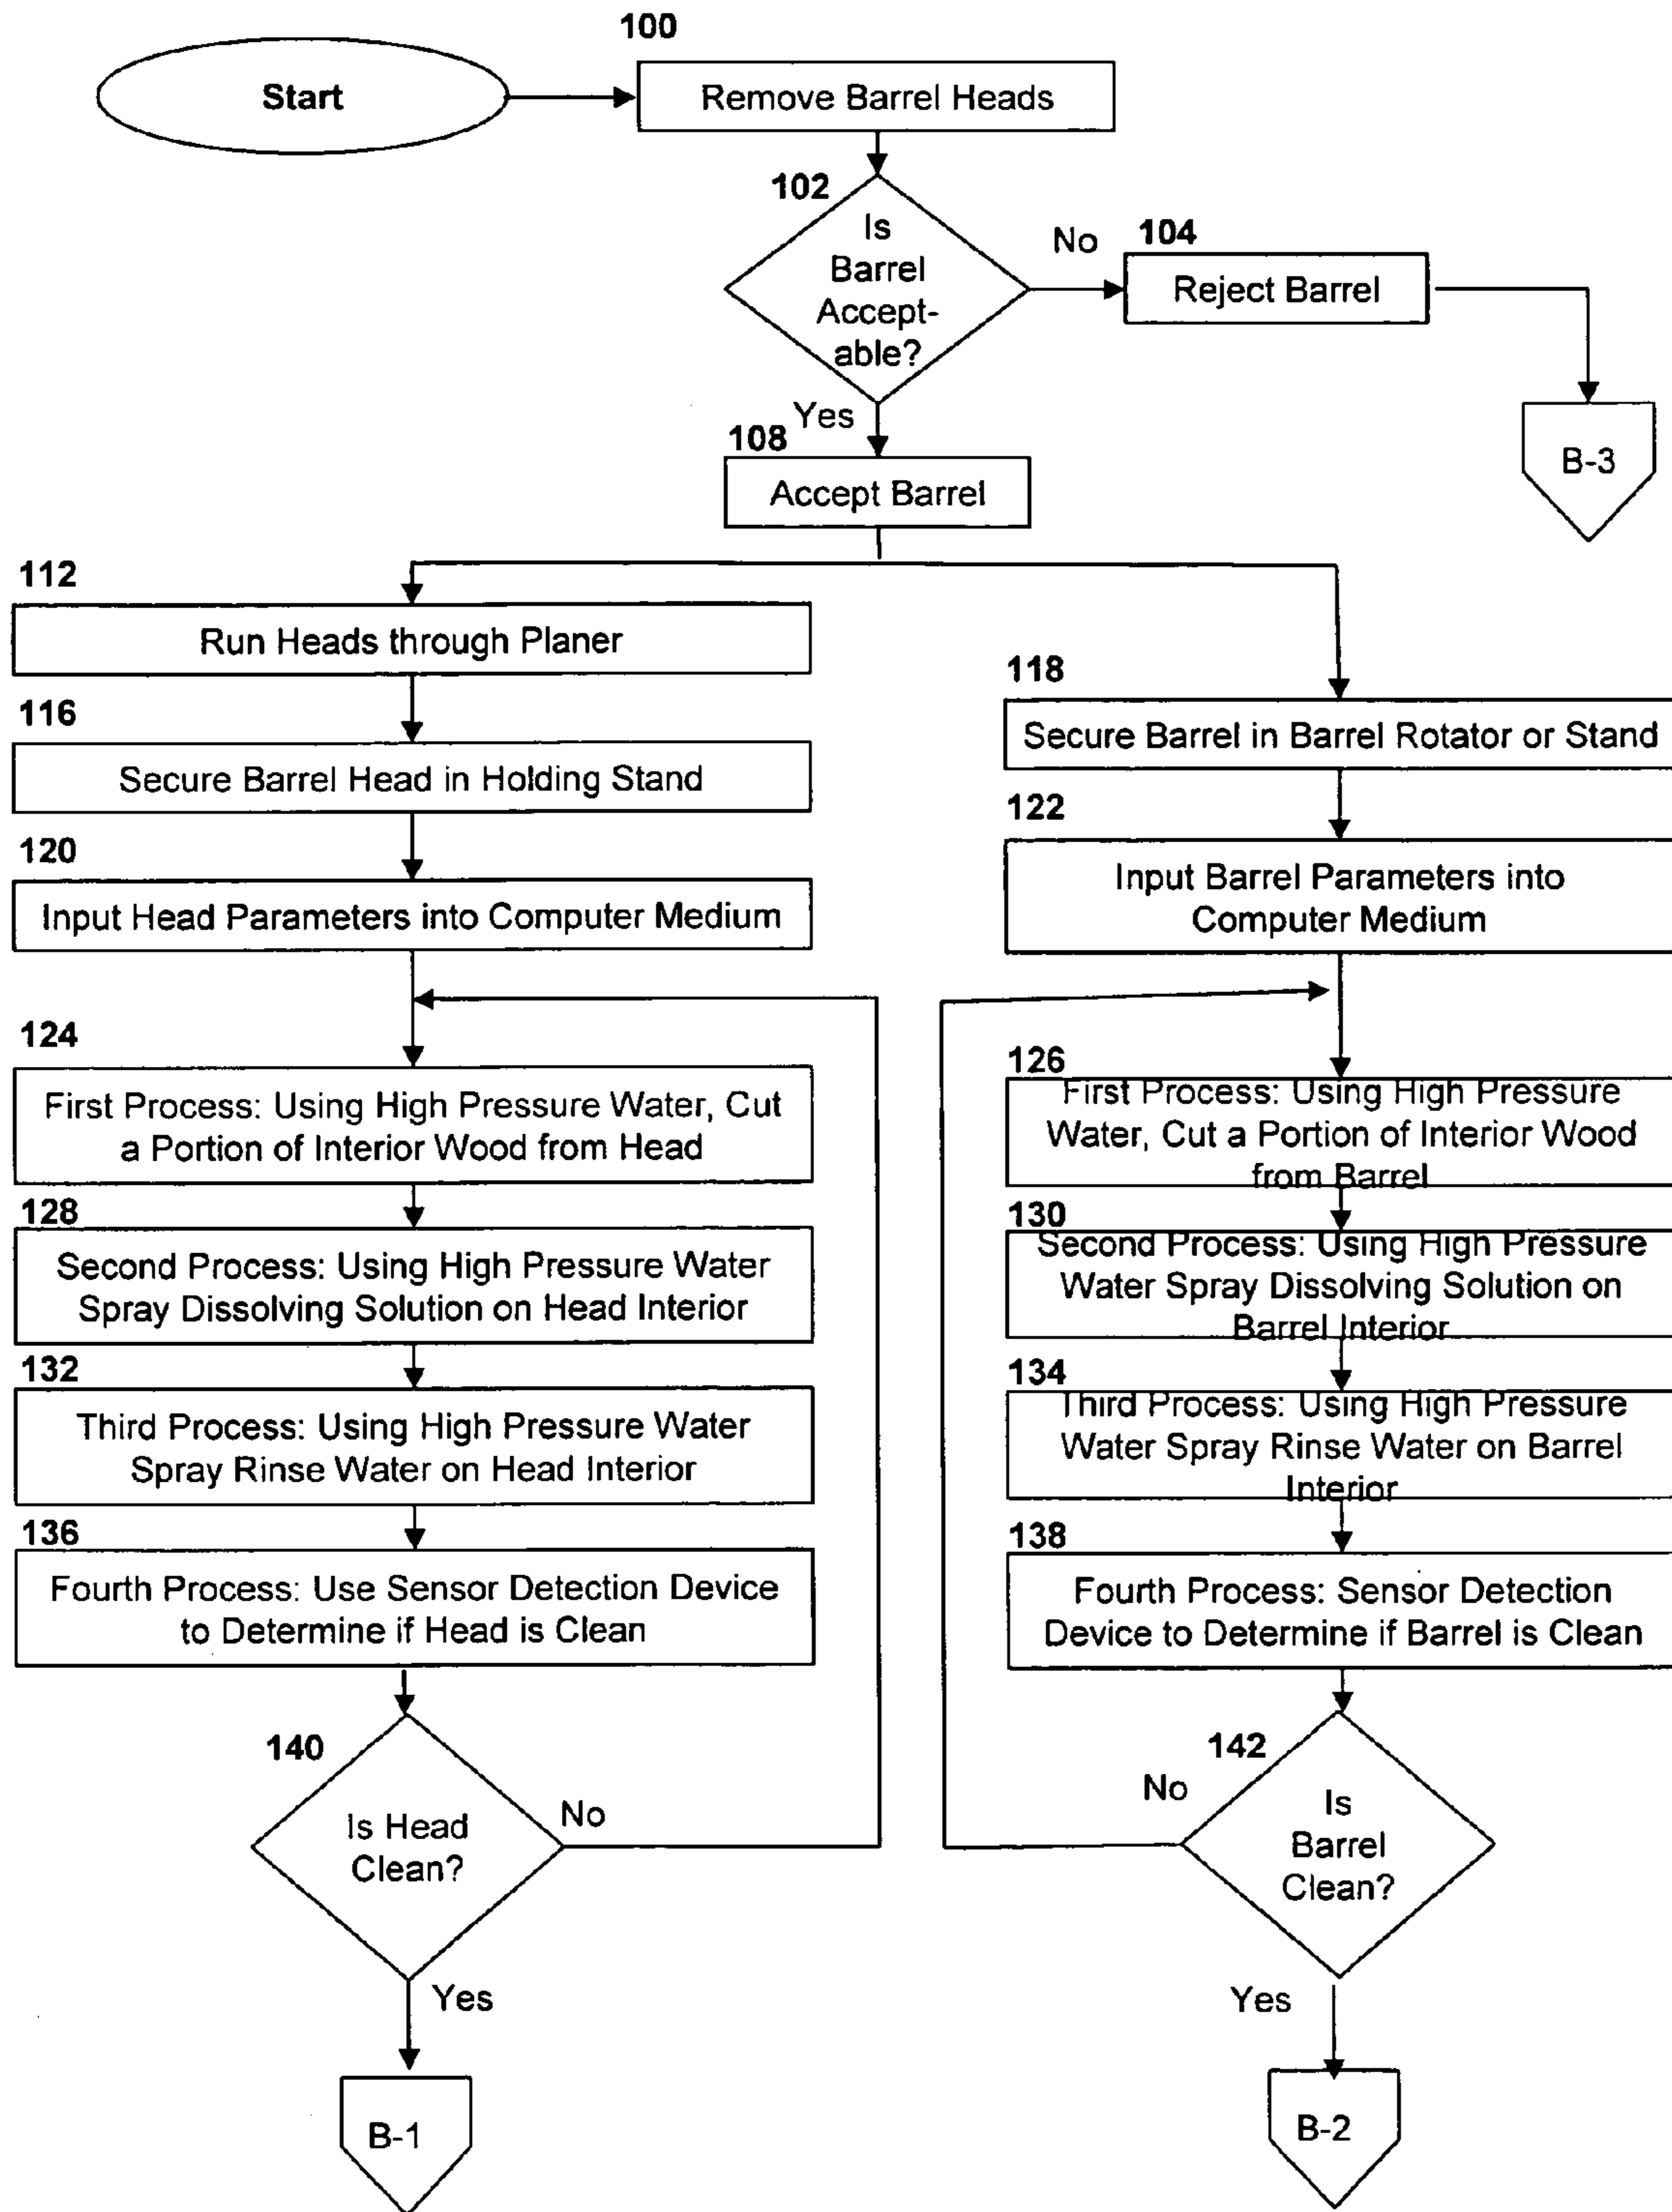 100
Start
Remove Barrel Heads
102
Is
Barrel
Accept-
able?
No
104
Reject Barrel
B-3
Yes
108
Accept Barrel
112
Run Heads through Planer
116
Secure Barrel Head in Holding Stand
120
Input Head Parameters into Computer Medium
124
First Process: Using High Pressure Water, Cut
a Portion of Interior Wood from Head
128
Second Process: Using High Pressure Water
Spray Dissolving Solution on Head Interior
132
Third Process: Using High Pressure Water
Spray Rinse Water on Head Interior
136
Fourth Process: Use Sensor Detection Device
to Determine if Head is Clean
140
Is Head
Clean?
No
Yes
B-1
118
Secure Barrel in Barrel Rotator or Stand
122
Input Barrel Parameters into
Computer Medium
126
First Process: Using High Pressure
Water, Cut a Portion of Interior Wood
from Barrel
130
Second Process: Using High Pressure
Water Spray Dissolving Solution on
Barrel Interior
134
Third Process: Using High Pressure
Water Spray Rinse Water on Barrel
Interior
138
Fourth Process: Sensor Detection
Device to Determine if Barrel is Clean
142
No
Is
Barrel
Clean?
Yes
B-2